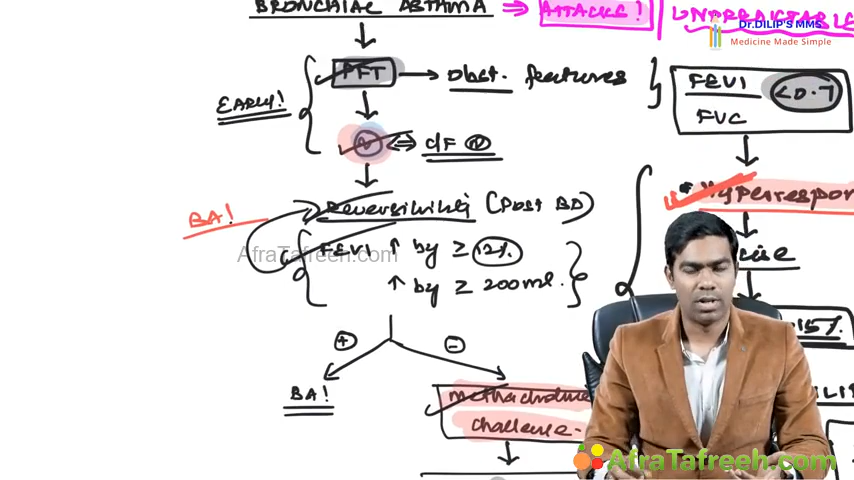 BRONCHIAL ASTHMA ⇒ ATTACKS! UNPREDICTABLE
Dr.DILIP'S MMS
Medicine Made Simple
PFT → Obst. features
EARLY!
FEV1 <0.7
FVC
N ⇔ If N
Reversibility (Post BD)
BA!
FEV1 ↑ by ≥ 12%
↑ by ≥ 200ml.
* Hyperrespon
15%
+ -
BA!
methacholine
challenge.
AfraTafreeh.com
AfraTafreeh.com